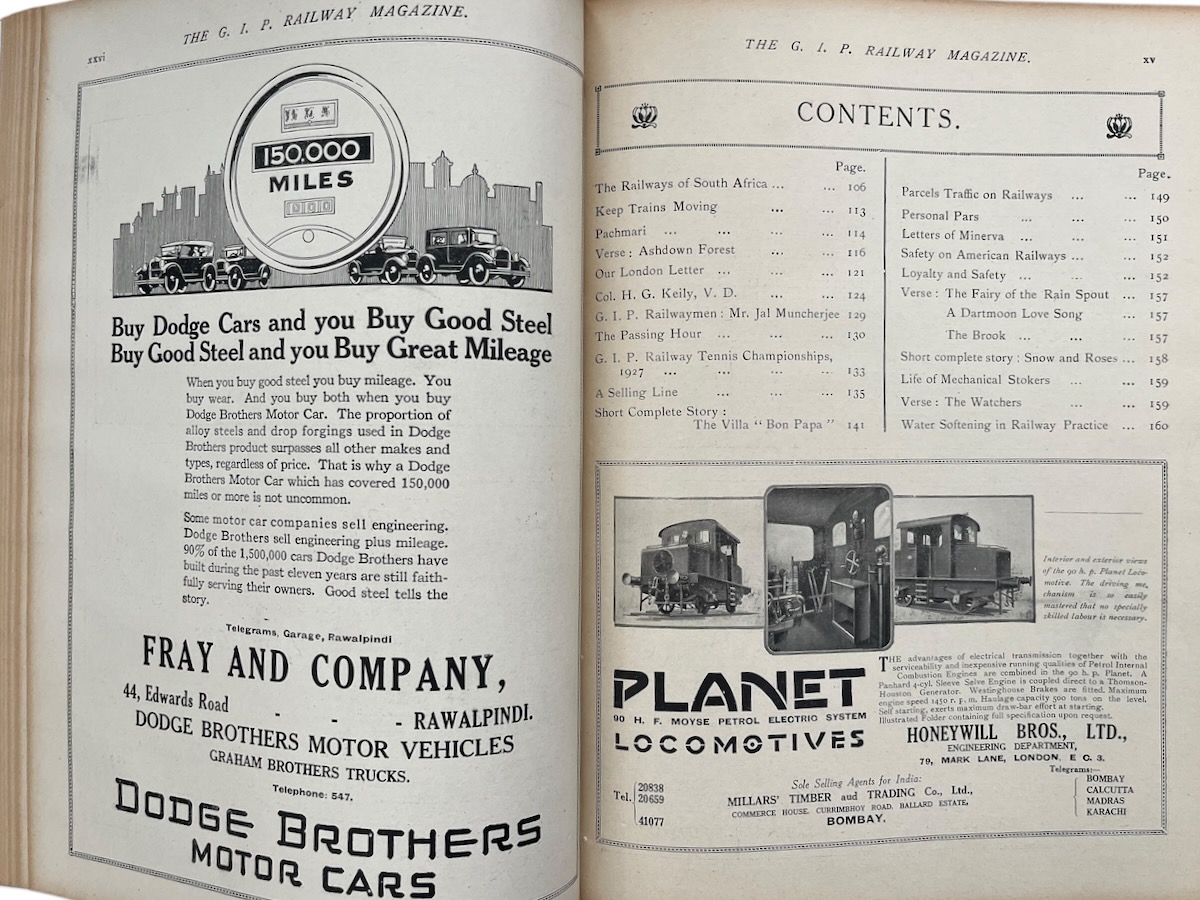 xxvi
THE G. I. P. RAILWAY MAGAZINE.
150,000
MILES
Buy Dodge Cars and you Buy Good Steel
Buy Good Steel and you Buy Great Mileage
When you buy good steel you buy mileage. You
buy wear. And you buy both when you buy
Dodge Brothers Motor Car. The proportion of
alloy steels and drop forgings used in Dodge
Brothers product surpasses all other makes and
types, regardless of price. That is why a Dodge
Brothers Motor Car which has covered 150,000
miles or more is not uncommon.
Some motor car companies sell engineering.
Dodge Brothers sell engineering plus mileage.
90% of the 1,500,000 cars Dodge Brothers have
built during the past eleven years are still faith-
fully serving their owners. Good steel tells the
story.
Telegrams, Garage, Rawalpindi
FRAY AND COMPANY,
44, Edwards Road - - - RAWALPINDI.
DODGE BROTHERS MOTOR VEHICLES
GRAHAM BROTHERS TRUCKS.
Telephone: 547.
DODGE BROTHERS
MOTOR CARS
THE G. I. P. RAILWAY MAGAZINE.
xv
CONTENTS.
Page.
The Railways of South Africa ... ... 106
Keep Trains Moving ... ... 113
Pachmari ... ... ... 114
Verse : Ashdown Forest ... 116
Our London Letter ... ... ... 121
Col. H. G. Keily, V. D. ... ... 124
G. I. P. Railwaymen : Mr. Jal Muncherjee 129
The Passing Hour ... ... ... 130
G. I. P. Railway Tennis Championships,
1927 ... ... ... 133
A Selling Line ... ... ... 135
Short Complete Story :
The Villa " Bon Papa " 141
Page.
Parcels Traffic on Railways ... ... 149
Personal Pars ... ... ... 150
Letters of Minerva ... ... ... 151
Safety on American Railways ... ... 152
Loyalty and Safety ... ... ... 152
Verse : The Fairy of the Rain Spout ... 157
A Dartmoon Love Song ... 157
The Brook ... ... ... 157
Short complete story : Snow and Roses ... 158
Life of Mechanical Stokers ... ... 159
Verse : The Watchers ... ... 159
Water Softening in Railway Practice ... 160
Interior and exterior views
of the 90 h. p. Planet Loco-
motive. The driving me,
chanism is so easily
mastered that no specially
skilled labour is necessary.
PLANET
90 H. F. MOYSE PETROL ELECTRIC SYSTEM
LOCOMOTIVES
THE advantages of electrical transmission together with the
serviceability and inexpensive running qualities of Petrol Internal
Combustion Engines are combined in the 90 h. p. Planet. A
Panhard 4-cyl. Sleeve Selve Engine is coupled direct to a Thomson-
Houston Generator. Westieghouse Brakes are fitted. Maximum
engine speed 1450 r. p. m. Haulage capacity 500 tons on the level.
Self starting, exerts maximum draw-bar effort at starting.
Illustrated Folder containing full specification upon request.
HONEYWILL BROS., LTD.,
ENGINEERING DEPARTMENT,
79, MARK LANE, LONDON, E C. 3.
Tel. 20838
20659
41077
Sole Selling Agents for India:
MILLARS' TIMBER aud TRADING Co., Ltd.,
COMMERCE HOUSE, CURRIMBHOY ROAD, BALLARD ESTATE,
BOMBAY.
Telegrams:—
BOMBAY
CALCUTTA
MADRAS
KARACHI